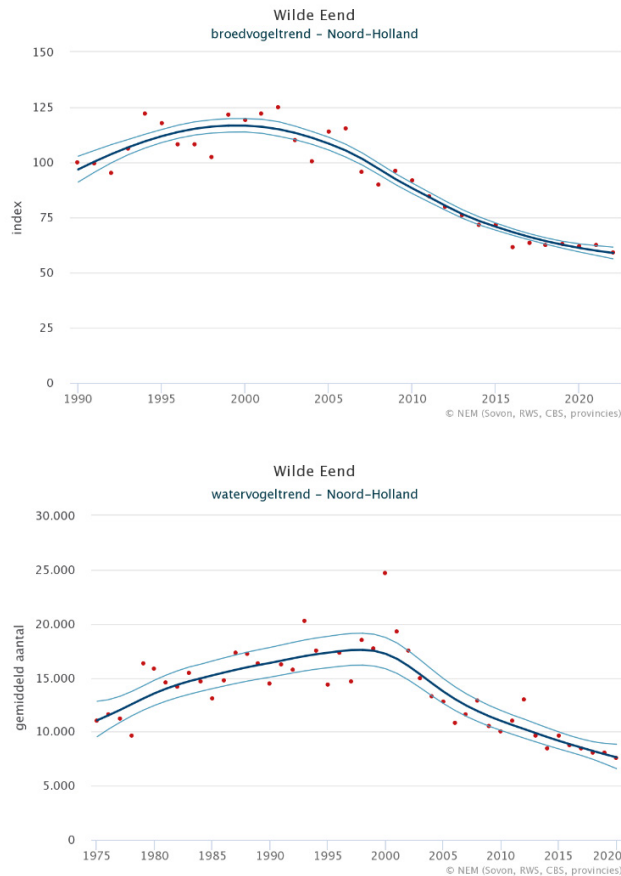 Wilde Eend
broedvogeltrend - Noord-Holland
150
125
100
75
50
25
0
index
1990 1995 2000 2005 2010 2015 2020
© NEM (Sovon, RWS, CBS, provincies)
Wilde Eend
watervogeltrend - Noord-Holland
30.000
25.000
20.000
15.000
10.000
5.000
0
gemiddeld aantal
1975 1980 1985 1990 1995 2000 2005 2010 2015 2020
© NEM (Sovon, RWS, CBS, provincies)